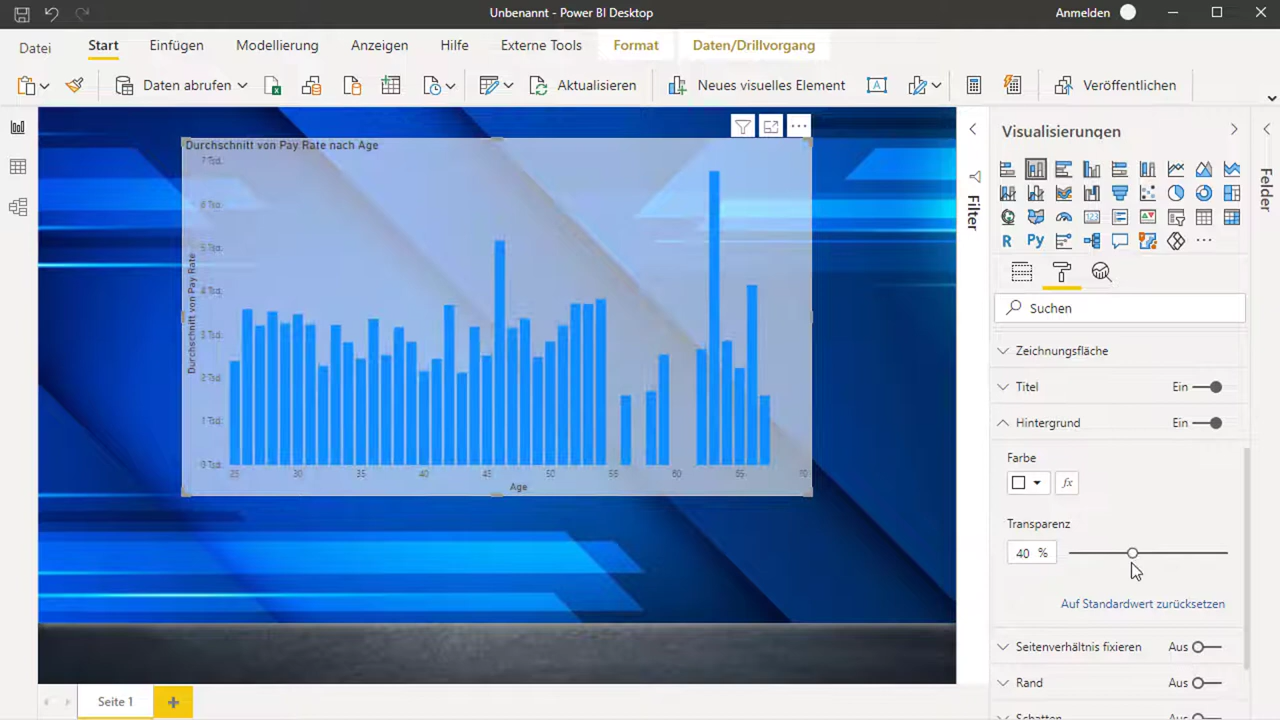 Unbenannt - Power BI Desktop
Anmelden
Datei
Start
Einfügen
Modellierung
Anzeigen
Hilfe
Externe Tools
Format
Daten/Drillvorgang
Daten abrufen
Aktualisieren
Neues visuelles Element
Veröffentlichen
Durchschnitt von Pay Rate nach Age
Durchschnitt von Pay Rate
7 Tsd.
6 Tsd.
5 Tsd.
4 Tsd.
3 Tsd.
2 Tsd.
1 Tsd.
0 Tsd.
25
30
35
40
45
50
55
60
65
70
Age
Filter
Visualisierungen
R
Py
123
Suchen
Zeichnungsfläche
Titel
Ein
Hintergrund
Ein
Farbe
fx
Transparenz
40 %
Auf Standardwert zurücksetzen
Seitenverhältnis fixieren
Aus
Rand
Aus
Schatten
Aus
Felder
Seite 1